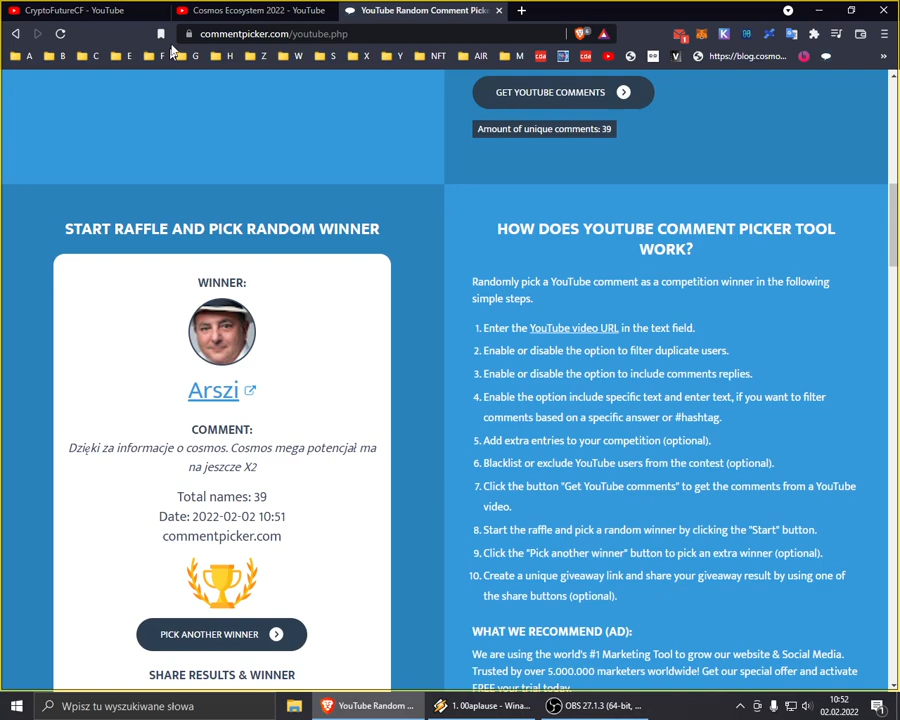 CryptoFutureCF - YouTube
Cosmos Ecosystem 2022 - YouTube
YouTube Random Comment Pick
commentpicker.com/youtube.php
A
B
C
E
F
G
H
Z
W
S
X
Y
NFT
AIR
M
https://blog.cosmo...
GET YOUTUBE COMMENTS
Amount of unique comments: 39
START RAFFLE AND PICK RANDOM WINNER
WINNER:
Arszi
COMMENT:
Dzięki za informacje o cosmos. Cosmos mega potencjał ma
na jeszcze X2
Total names: 39
Date: 2022-02-02 10:51
commentpicker.com
PICK ANOTHER WINNER
SHARE RESULTS & WINNER
HOW DOES YOUTUBE COMMENT PICKER TOOL
WORK?
Randomly pick a YouTube comment as a competition winner in the following
simple steps.
1. Enter the YouTube video URL in the text field.
2. Enable or disable the option to filter duplicate users.
3. Enable or disable the option to include comments replies.
4. Enable the option include specific text and enter text, if you want to filter
comments based on a specific answer or #hashtag.
5. Add extra entries to your competition (optional).
6. Blacklist or exclude YouTube users from the contest (optional).
7. Click the button "Get YouTube comments" to get the comments from a YouTube
video.
8. Start the raffle and pick a random winner by clicking the "Start" button.
9. Click the "Pick another winner" button to pick an extra winner (optional).
10. Create a unique giveaway link and share your giveaway result by using one of
the share buttons (optional).
WHAT WE RECOMMEND (AD):
We are using the world's #1 Marketing Tool to grow our website & Social Media.
Trusted by over 5.000.000 marketers worldwide! Get our special offer and activate
FREE your trial today.
Wpisz tu wyszukiwane słowa
YouTube Random ...
1. 00aplause - Wina...
OBS 27.1.3 (64-bit, ...
10:52
02.02.2022